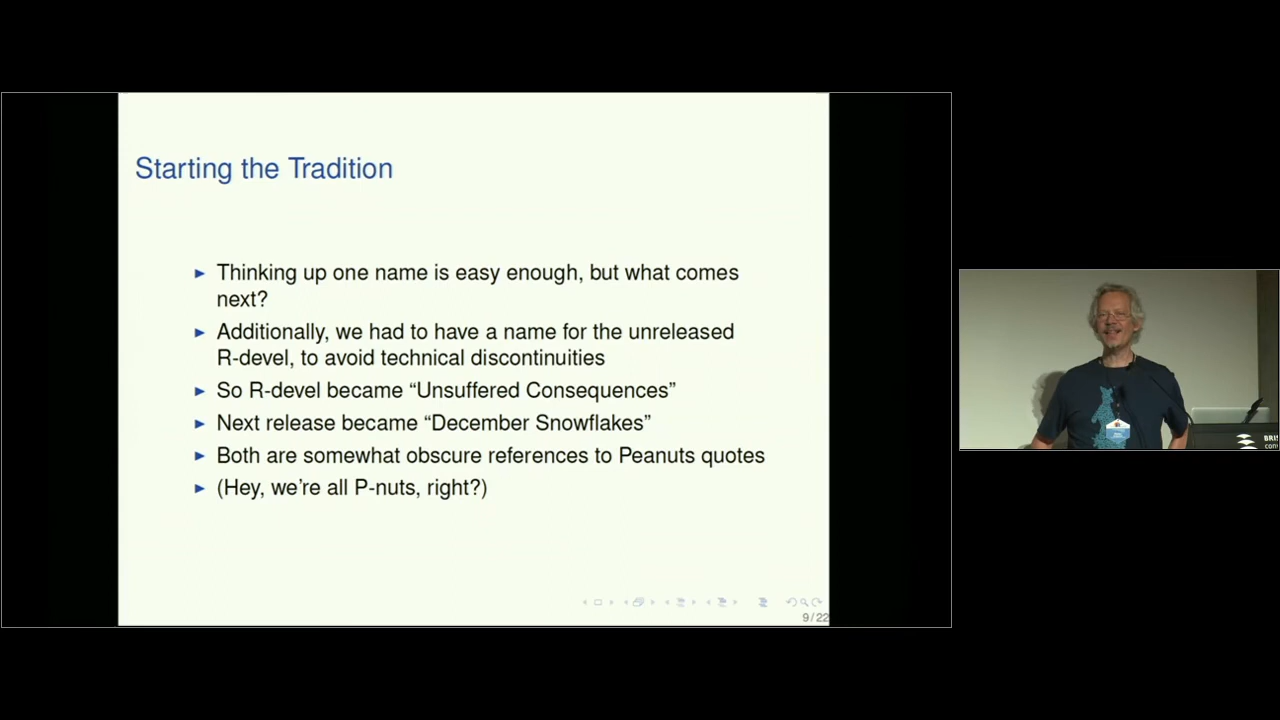 Starting the Tradition
Thinking up one name is easy enough, but what comes
next?
Additionally, we had to have a name for the unreleased
R-devel, to avoid technical discontinuities
So R-devel became “Unsuffered Consequences”
Next release became “December Snowflakes”
Both are somewhat obscure references to Peanuts quotes
(Hey, we’re all P-nuts, right?)
9 / 22